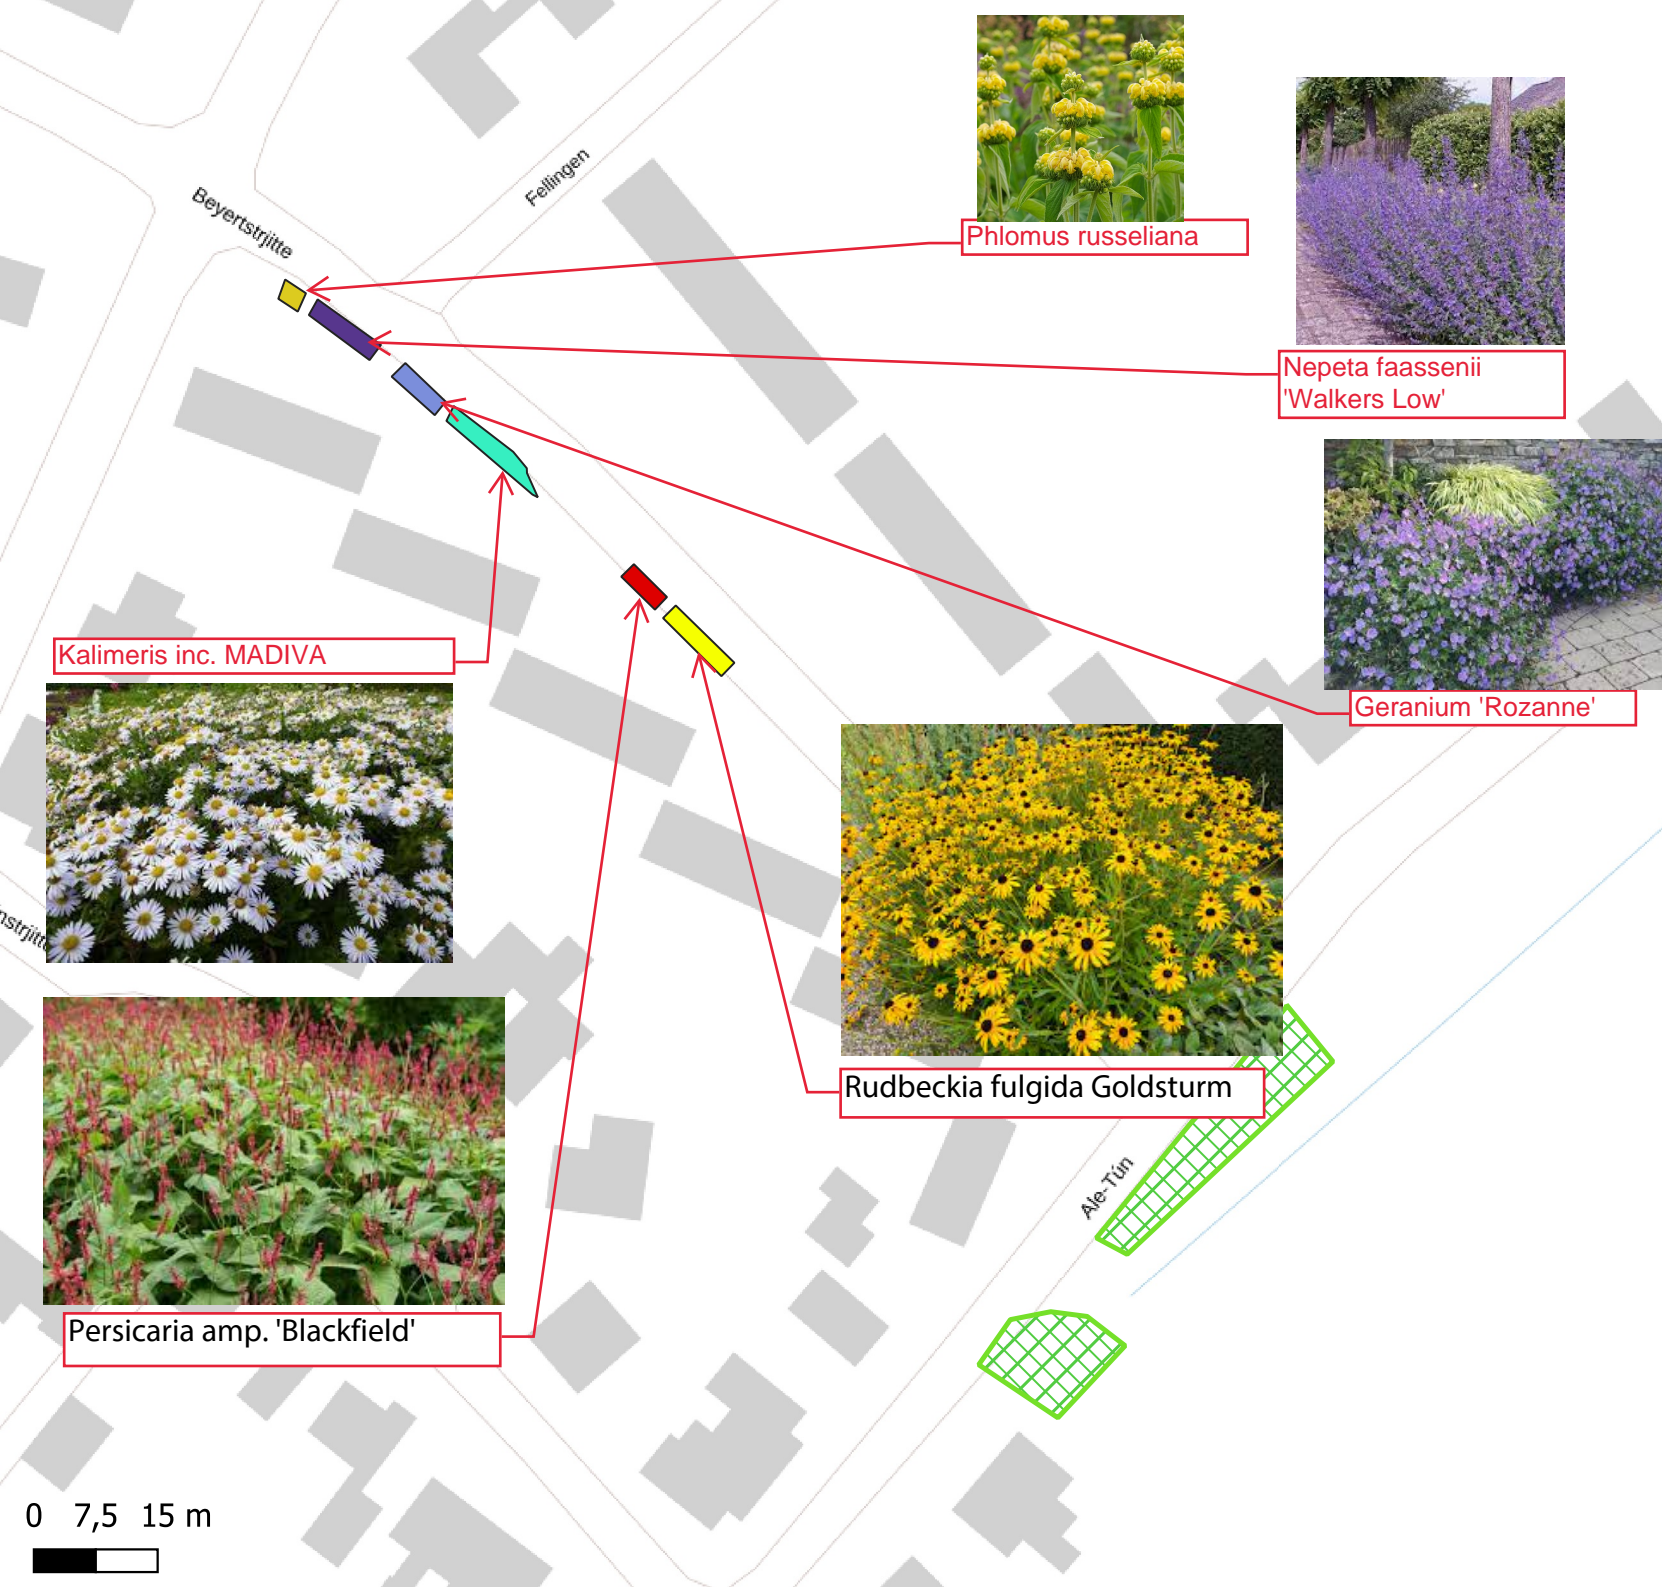 Phlomus russeliana
Fellingen
Beyertstrjitte
Nepeta faassenii
'Walkers Low'
Geranium 'Rozanne'
Kalimeris inc. MADIVA
Rudbeckia fulgida Goldsturm
Ale-Tún
Persicaria amp. 'Blackfield'
0 7,5 15 m